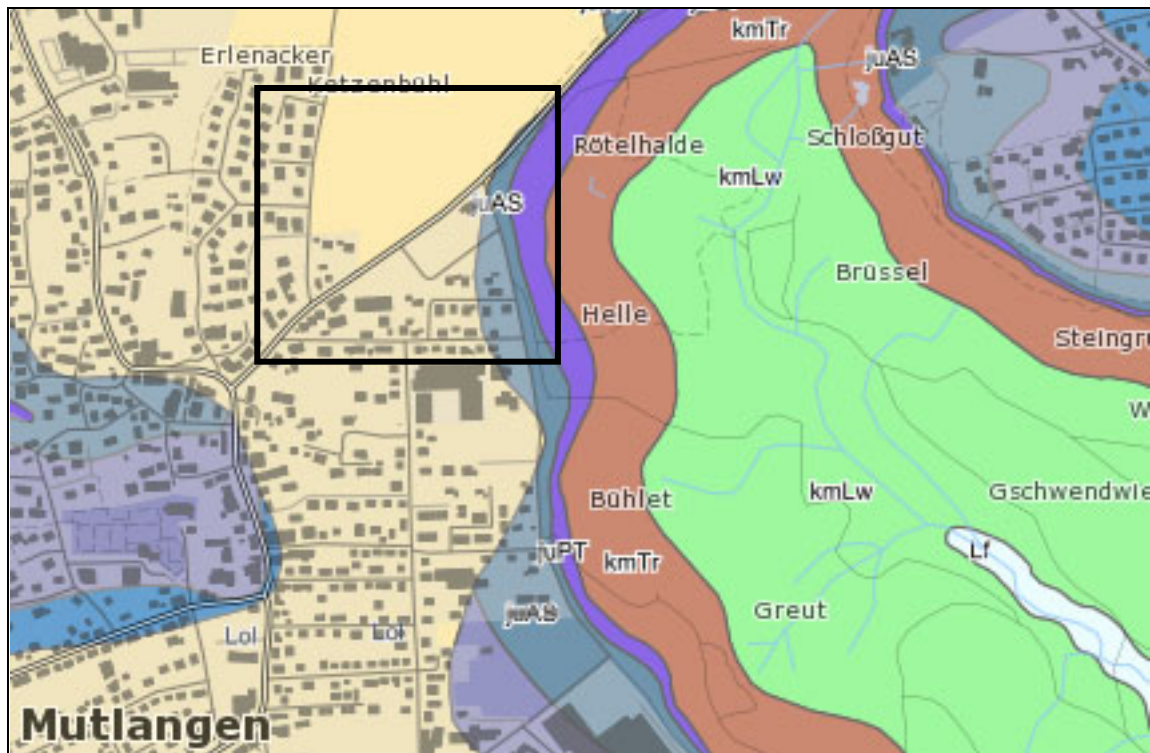 kmTr
Erlenacker
juAS
Ketzenbühl
Schloßgut
Rötelhalde
kmLw
juAS
Brüssel
Helle
Steingru
W
kmLw
Gschwendwie
Bühlet
juPT
kmTr
Lf
Greut
juAS
Lol
Lol
Mutlangen